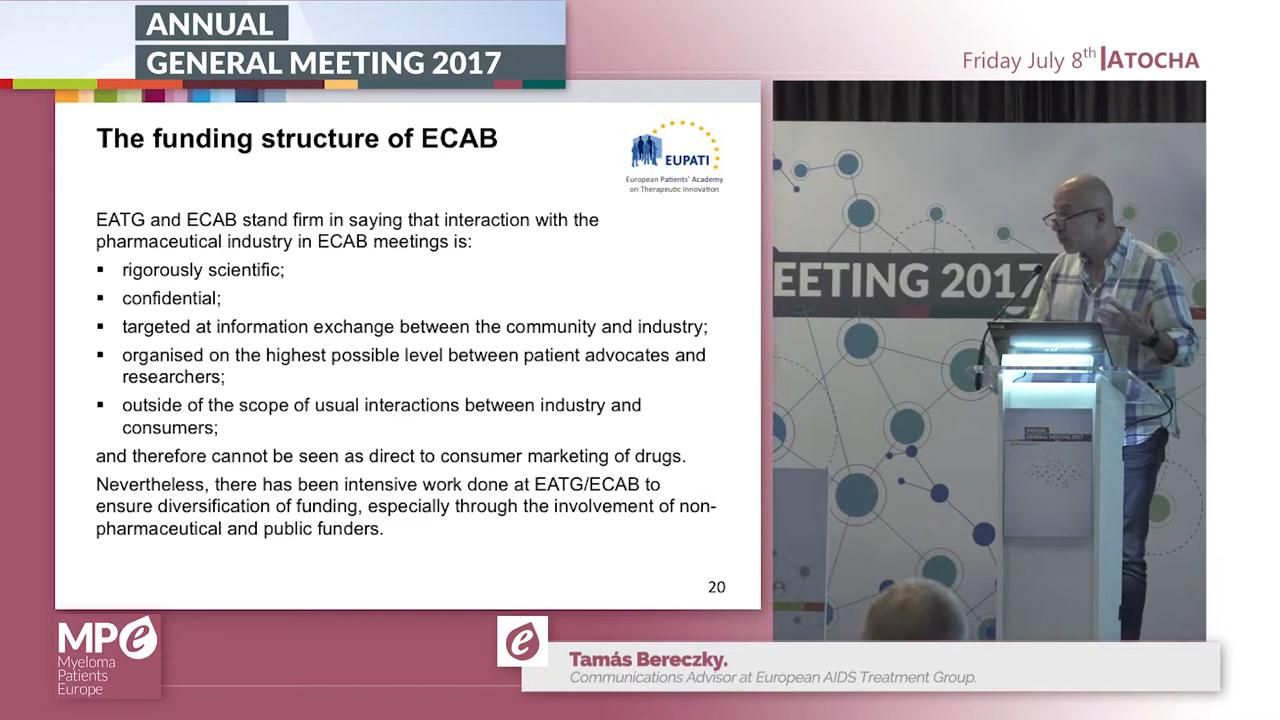 ANNUAL
GENERAL MEETING 2017
Friday July 8th | ATOCHA
The funding structure of ECAB
EUPATI
European Patients' Academy
on Therapeutic Innovation
EATG and ECAB stand firm in saying that interaction with the
pharmaceutical industry in ECAB meetings is:
▪ rigorously scientific;
▪ confidential;
▪ targeted at information exchange between the community and industry;
▪ organised on the highest possible level between patient advocates and
researchers;
▪ outside of the scope of usual interactions between industry and
consumers;
and therefore cannot be seen as direct to consumer marketing of drugs.
Nevertheless, there has been intensive work done at EATG/ECAB to
ensure diversification of funding, especially through the involvement of non-
pharmaceutical and public funders.
20
EETING 2017
ANNUAL
GENERAL MEETING 2017
MPe
Myeloma
Patients
Europe
e
Tamás Bereczky.
Communications Advisor at European AIDS Treatment Group.